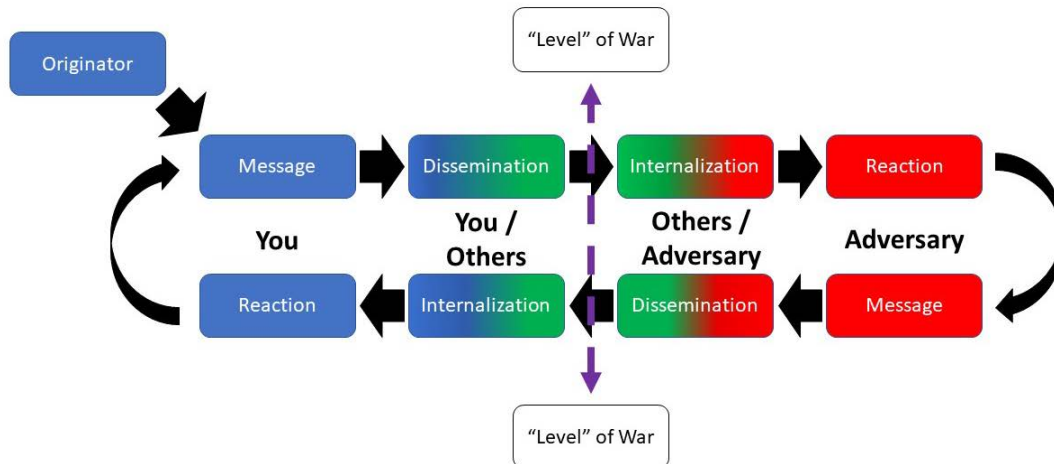 “Level” of War
Originator
Message
Dissemination
Internalization
Reaction
You
You /
Others
Others /
Adversary
Adversary
Reaction
Internalization
Dissemination
Message
“Level” of War